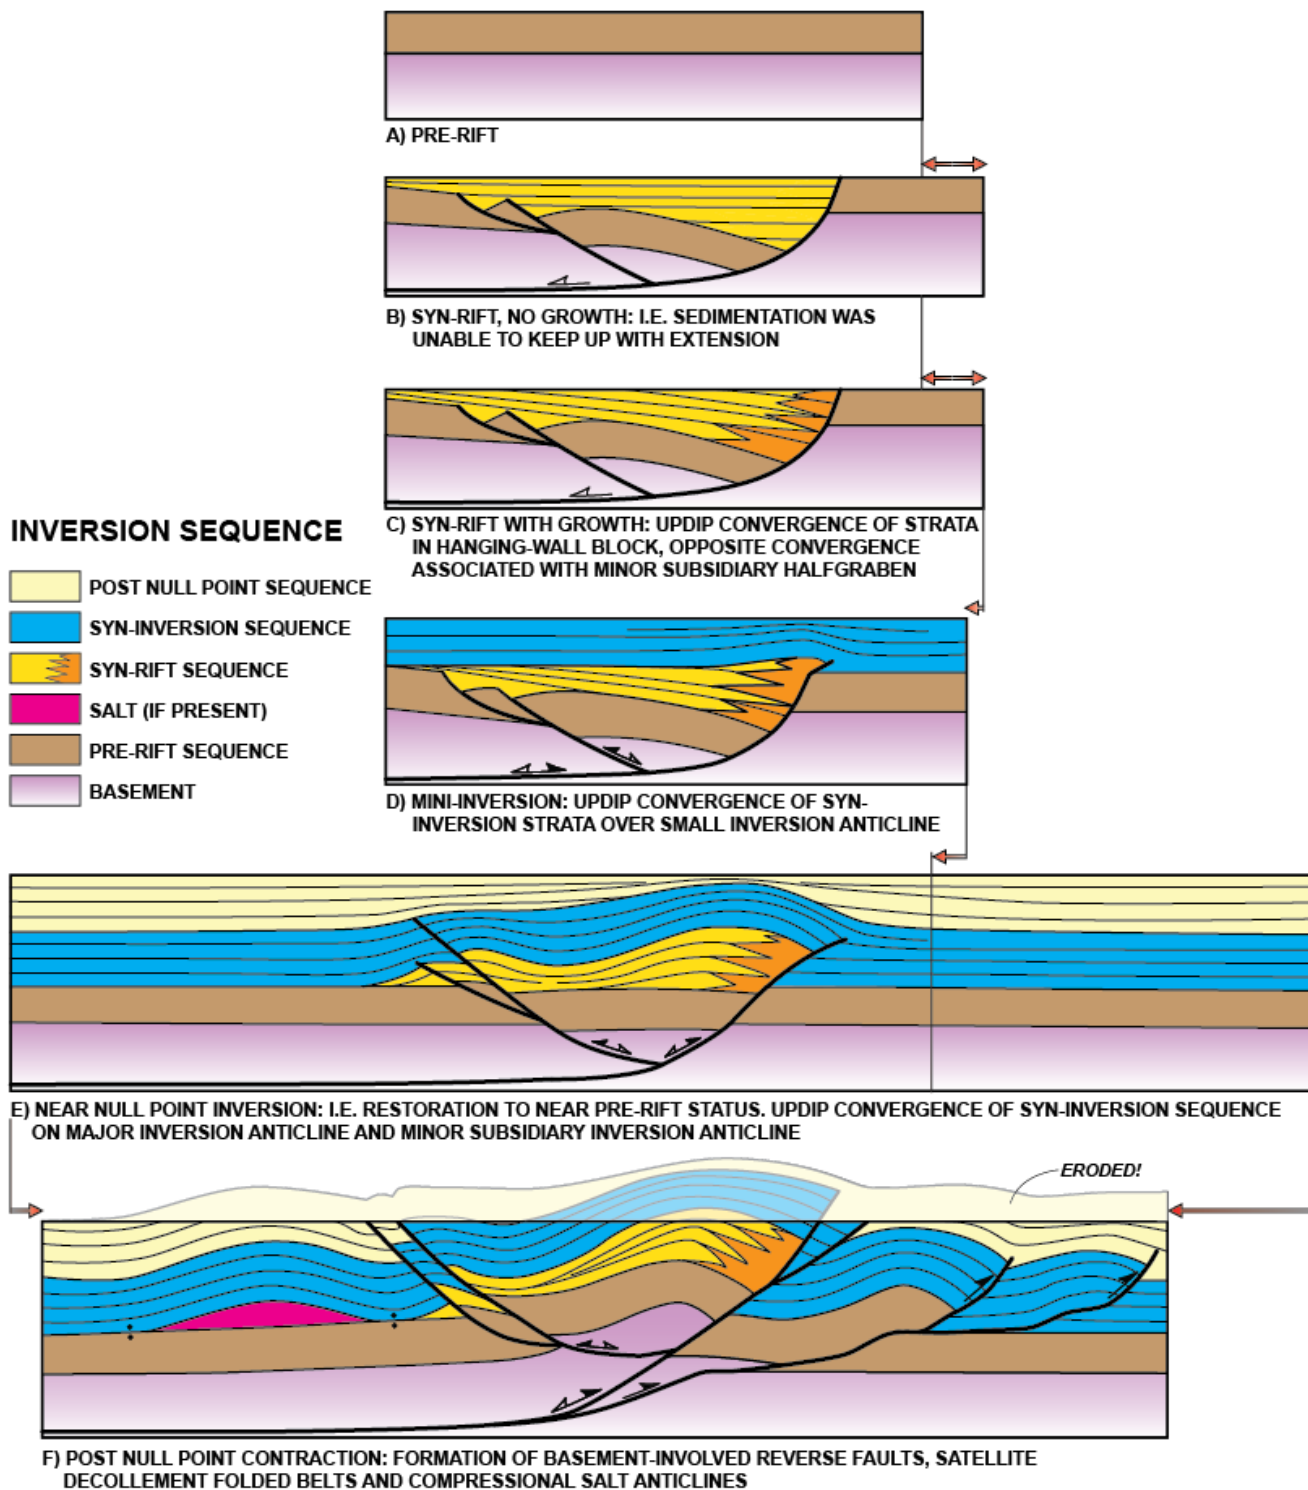 A) PRE-RIFT
B) SYN-RIFT, NO GROWTH: I.E. SEDIMENTATION WAS
UNABLE TO KEEP UP WITH EXTENSION
C) SYN-RIFT WITH GROWTH: UPDIP CONVERGENCE OF STRATA
IN HANGING-WALL BLOCK, OPPOSITE CONVERGENCE
ASSOCIATED WITH MINOR SUBSIDIARY HALFGRABEN
INVERSION SEQUENCE
POST NULL POINT SEQUENCE
SYN-INVERSION SEQUENCE
SYN-RIFT SEQUENCE
SALT (IF PRESENT)
PRE-RIFT SEQUENCE
BASEMENT
D) MINI-INVERSION: UPDIP CONVERGENCE OF SYN-
INVERSION STRATA OVER SMALL INVERSION ANTICLINE
E) NEAR NULL POINT INVERSION: I.E. RESTORATION TO NEAR PRE-RIFT STATUS. UPDIP CONVERGENCE OF SYN-INVERSION SEQUENCE
ON MAJOR INVERSION ANTICLINE AND MINOR SUBSIDIARY INVERSION ANTICLINE
ERODED!
F) POST NULL POINT CONTRACTION: FORMATION OF BASEMENT-INVOLVED REVERSE FAULTS, SATELLITE
DECOLLEMENT FOLDED BELTS AND COMPRESSIONAL SALT ANTICLINES